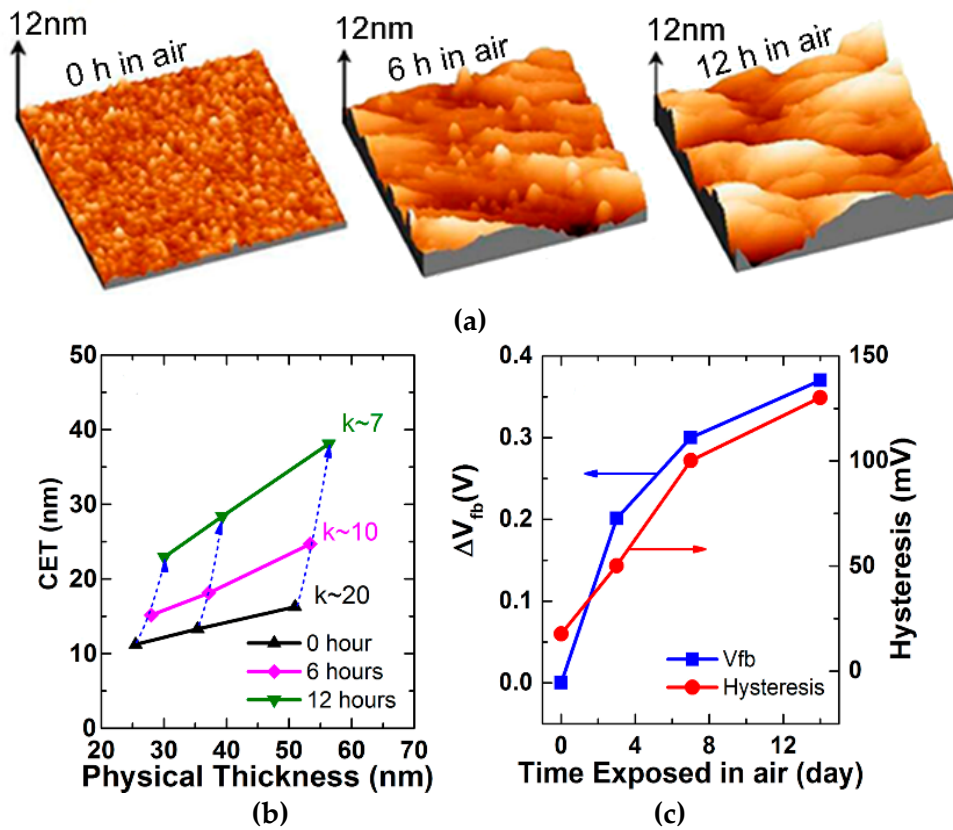 12nm
0 h in air
12nm
6 h in air
12nm
12 h in air
(a)
50
40
30
20
10
0
CET (nm)
k~7
k~10
k~20
0 hour
6 hours
12 hours
20 30 40 50 60 70
Physical Thickness (nm)
(b)
0.4
0.3
0.2
0.1
0.0
ΔVfb (V)
150
100
50
0
Hysteresis (mV)
Vfb
Hysteresis
0 4 8 12
Time Exposed in air (day)
(c)